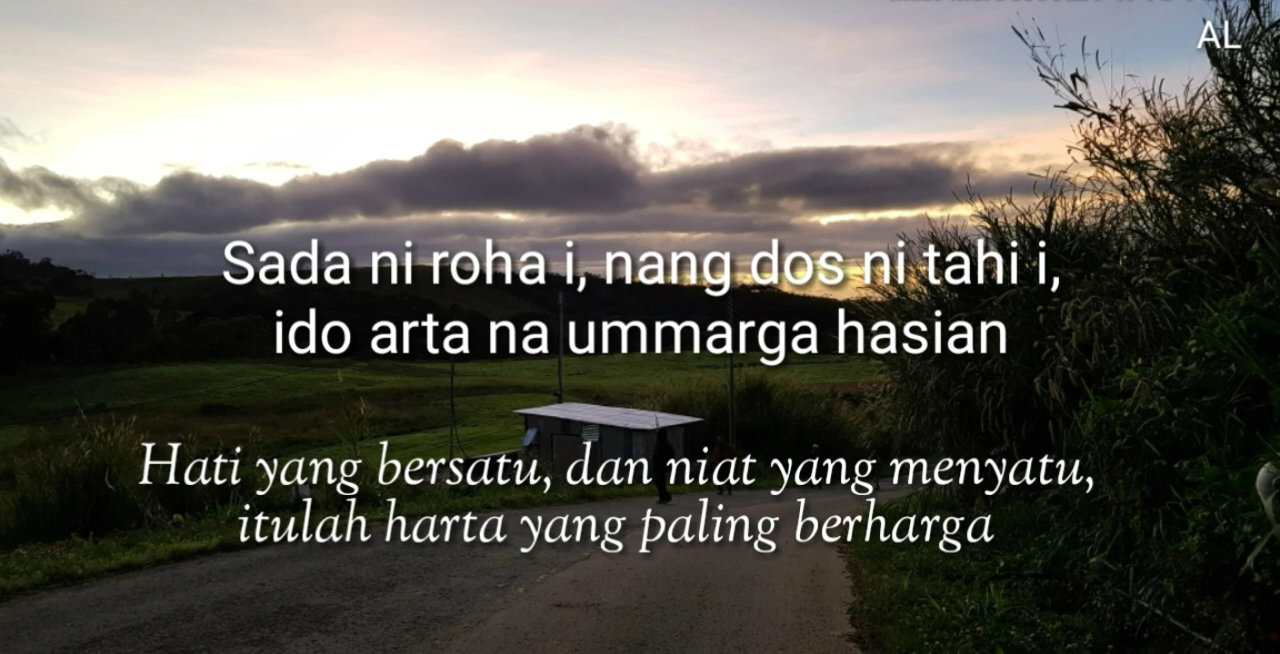 AL
Sada ni roha i, nang dos ni tahi i,
ido arta na ummarga hasian
Hati yang bersatu, dan niat yang menyatu,
itulah harta yang paling berharga